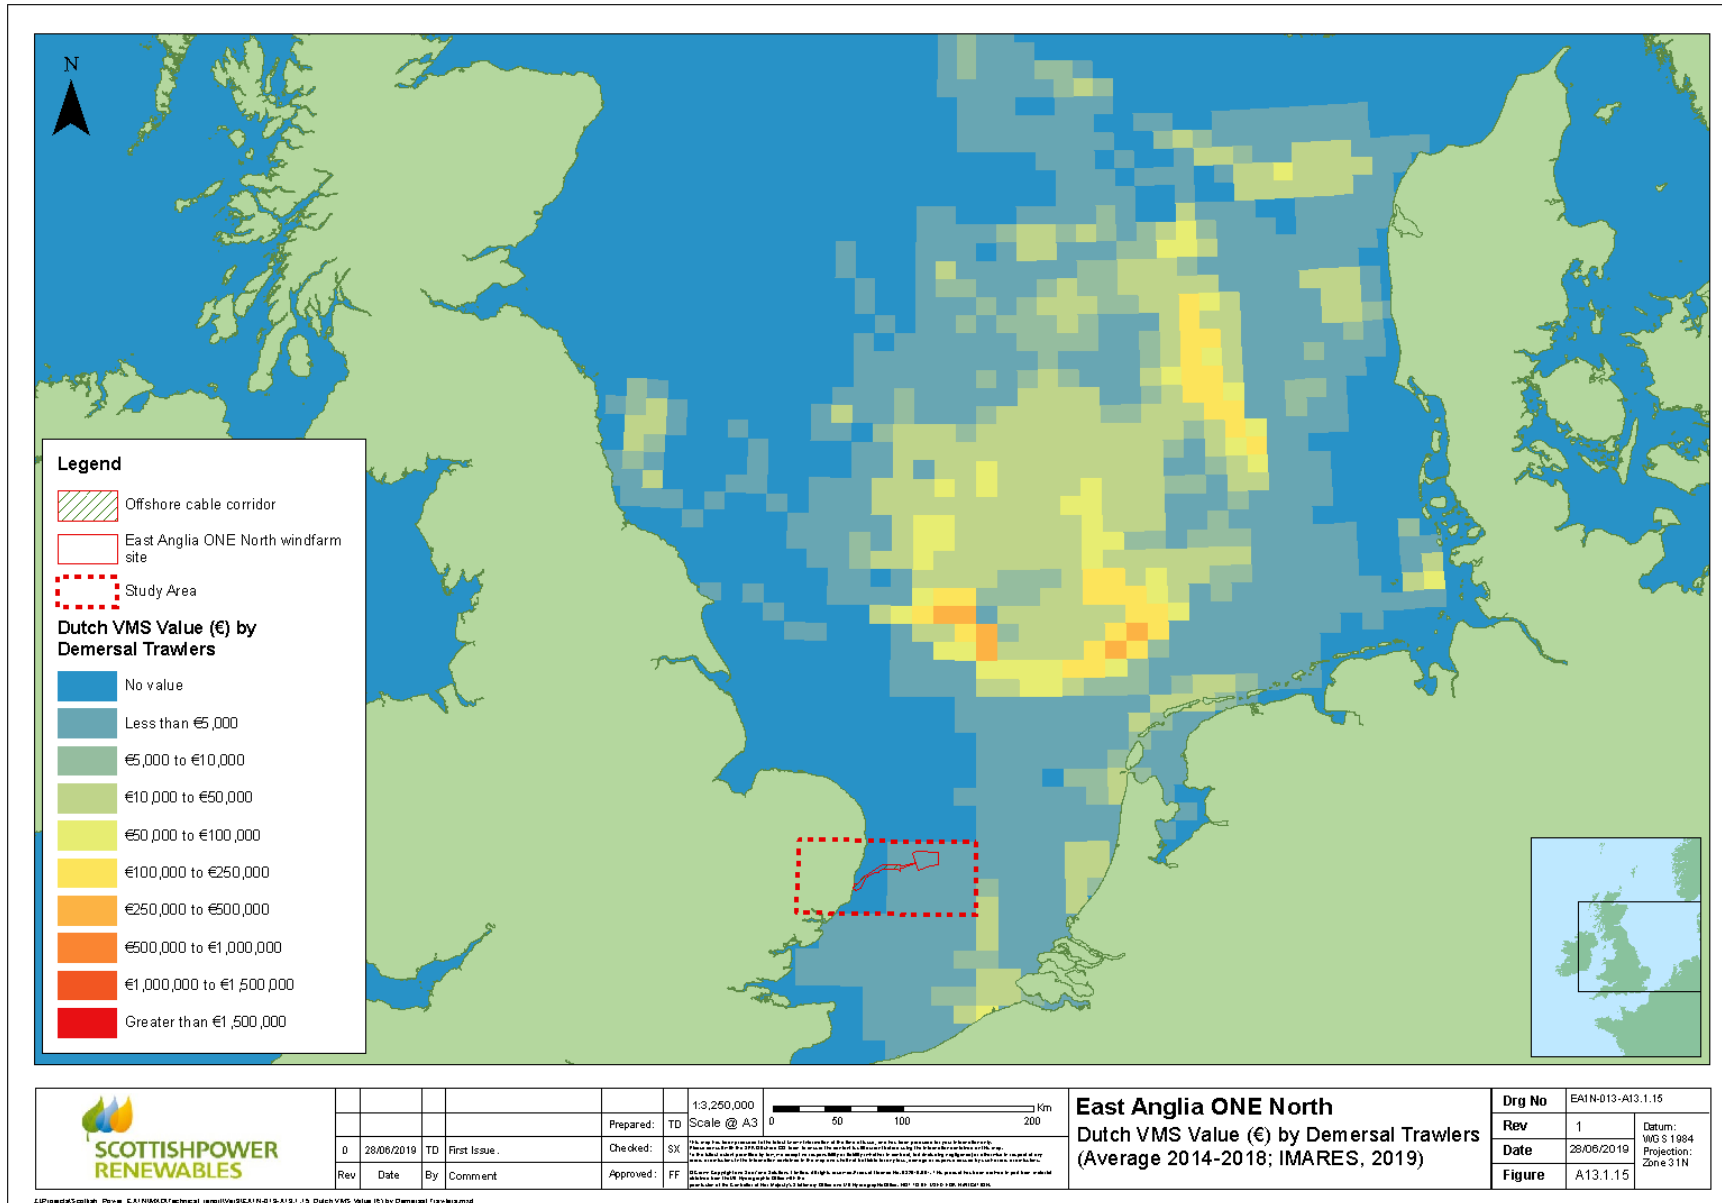 N
Legend
Offshore cable corridor
East Anglia ONE North windfarm
site
Study Area
Dutch VMS Value (€) by
Demersal Trawlers
No value
Less than €5,000
€5,000 to €10,000
€10,000 to €50,000
€50,000 to €100,000
€100,000 to €250,000
€250,000 to €500,000
€500,000 to €1,000,000
€1,000,000 to €1,500,000
Greater than €1,500,000
SCOTTISHPOWER
RENEWABLES
0 28/06/2019 TD First Issue.
Rev Date By Comment
Prepared: TD
Checked: SX
Approved: FF
1:3,250,000
Scale @ A3
0 50 100 200 Km
East Anglia ONE North
Dutch VMS Value (€) by Demersal Trawlers
(Average 2014-2018; IMARES, 2019)
Drg No EA1N-013-A13.1.15
Rev 1
Date 28/06/2019
Figure A13.1.15
Datum:
WGS 1984
Projection:
Zone 31N